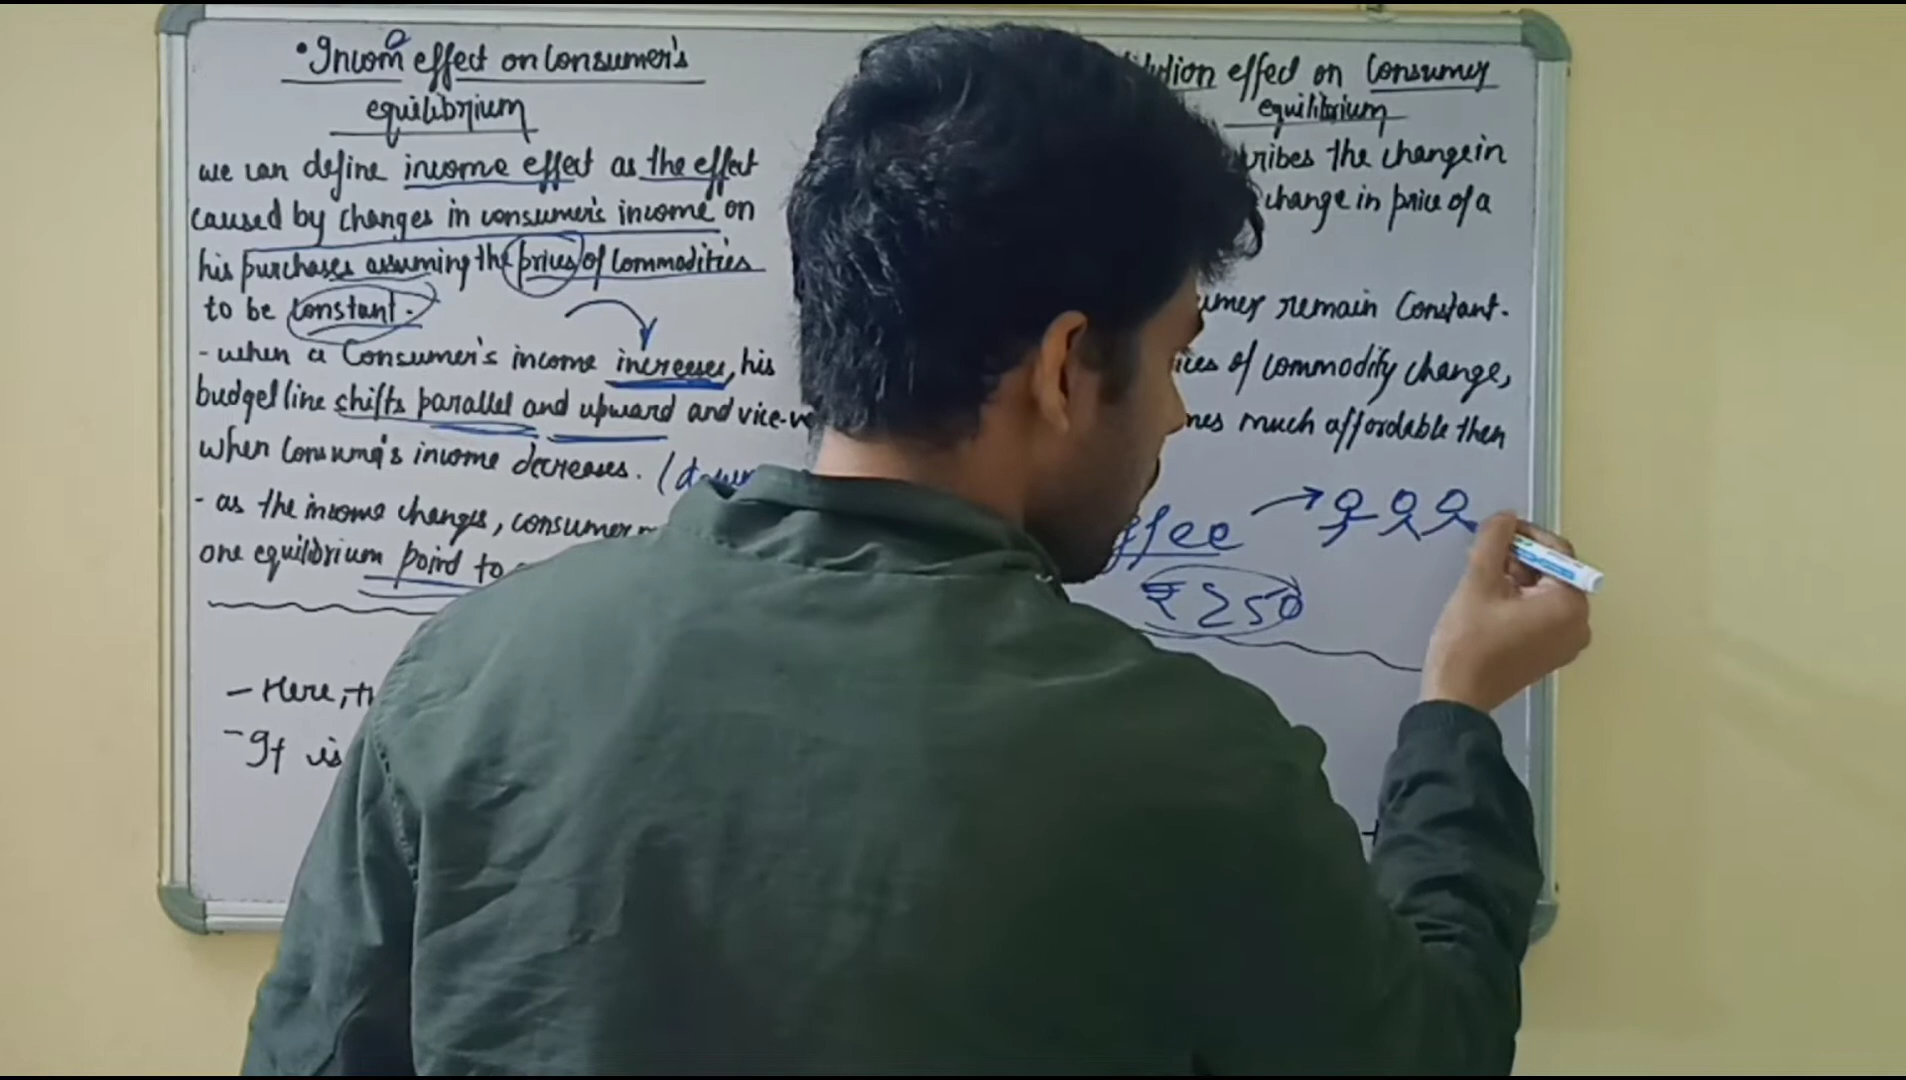 • Income effect on Consumer's
equilibrium
we can define income effect as the effect
caused by changes in consumer's income on
his purchases assuming the prices of Commodities
to be Constant.
- when a Consumer's income increases, his
budget line shifts parallel and upward and vice-ve
when Consumer's income decreases. (down
- as the income changes, consumer m
one equilibrium point to
- Here, th
- It is
effect on Consumer
equilibrium
ribes the change in
change in price of a
umer remain Constant.
ices of commodity change,
mes much affordable then
ffee
₹250